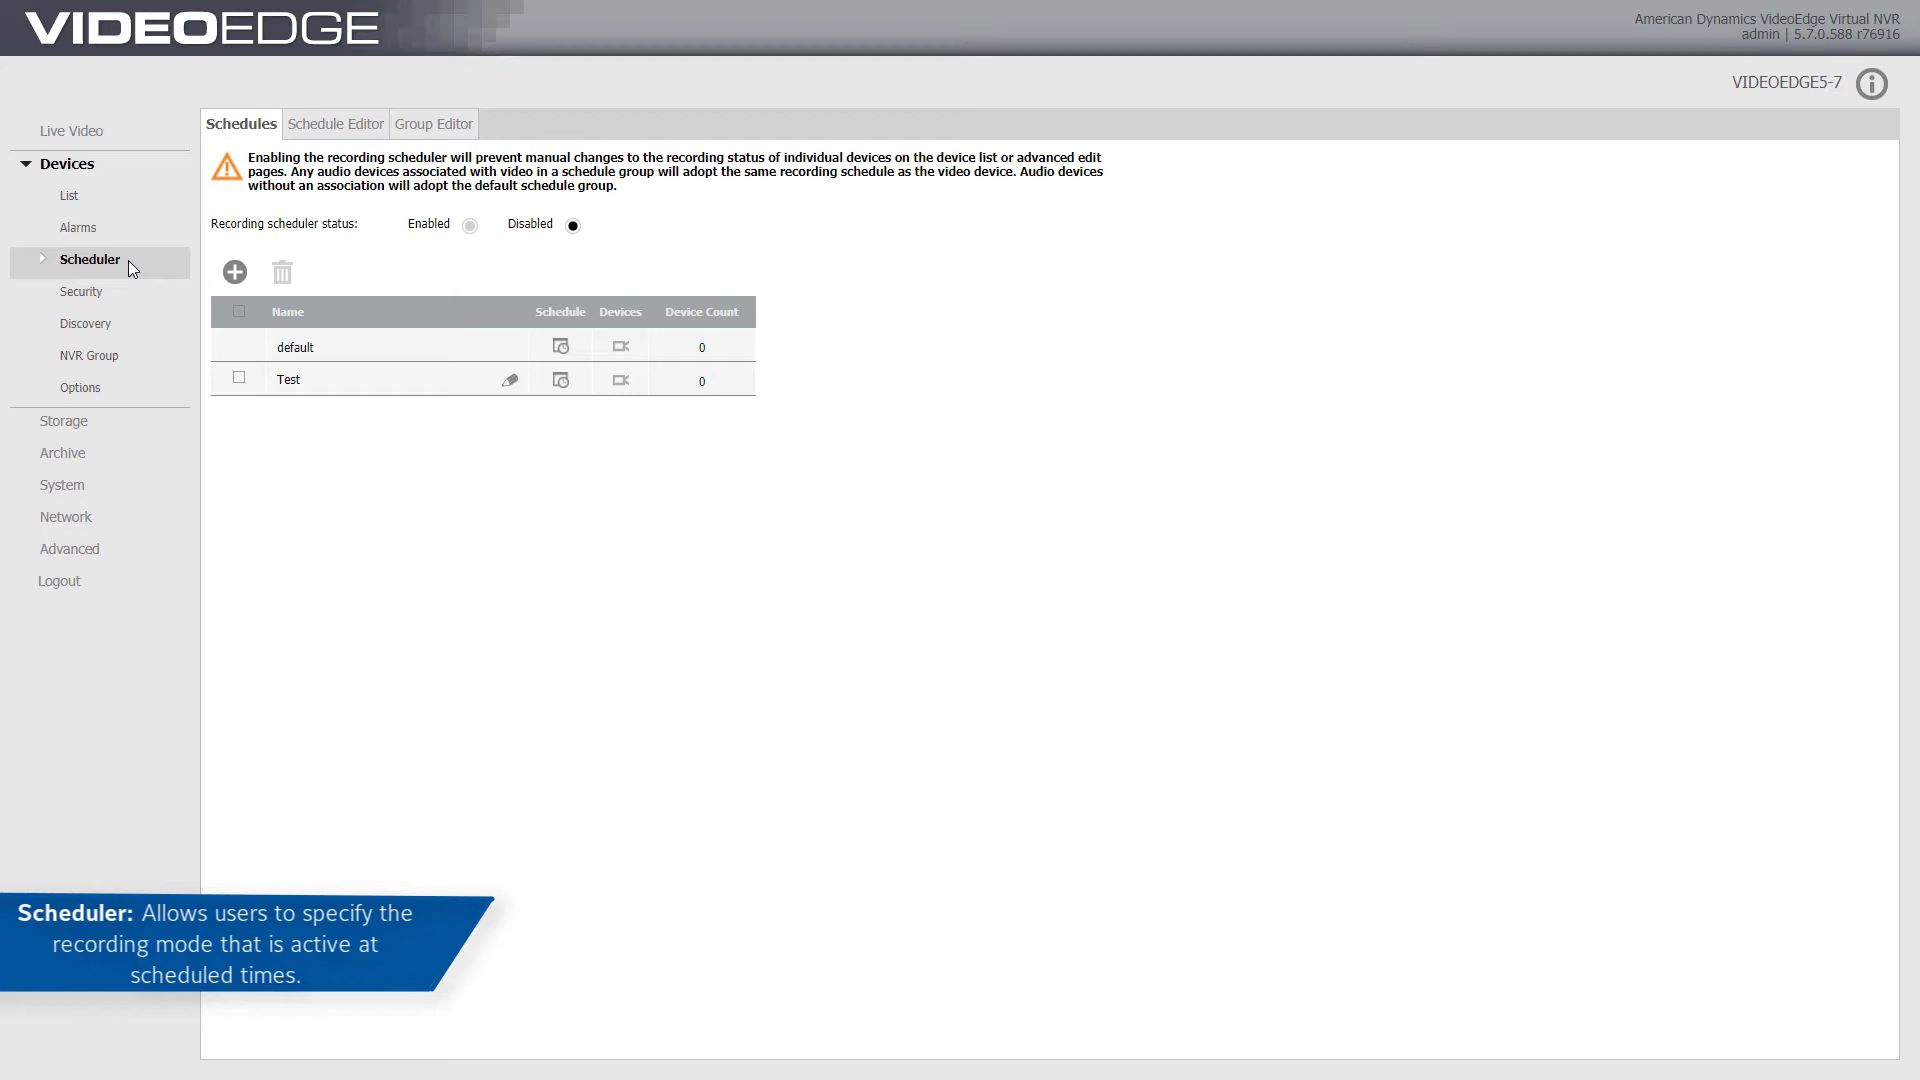 VIDEOEDGE
American Dynamics VideoEdge Virtual NVR
admin | 5.7.0.588 r76916
VIDEOEDGE5-7
Live Video
Devices
List
Alarms
Scheduler
Security
Discovery
NVR Group
Options
Storage
Archive
System
Network
Advanced
Logout
Schedules Schedule Editor Group Editor
Enabling the recording scheduler will prevent manual changes to the recording status of individual devices on the device list or advanced edit
pages. Any audio devices associated with video in a schedule group will adopt the same recording schedule as the video device. Audio devices
without an association will adopt the default schedule group.
Recording scheduler status: Enabled Disabled
Name Schedule Devices Device Count
default 0
Test 0
Scheduler: Allows users to specify the
recording mode that is active at
scheduled times.